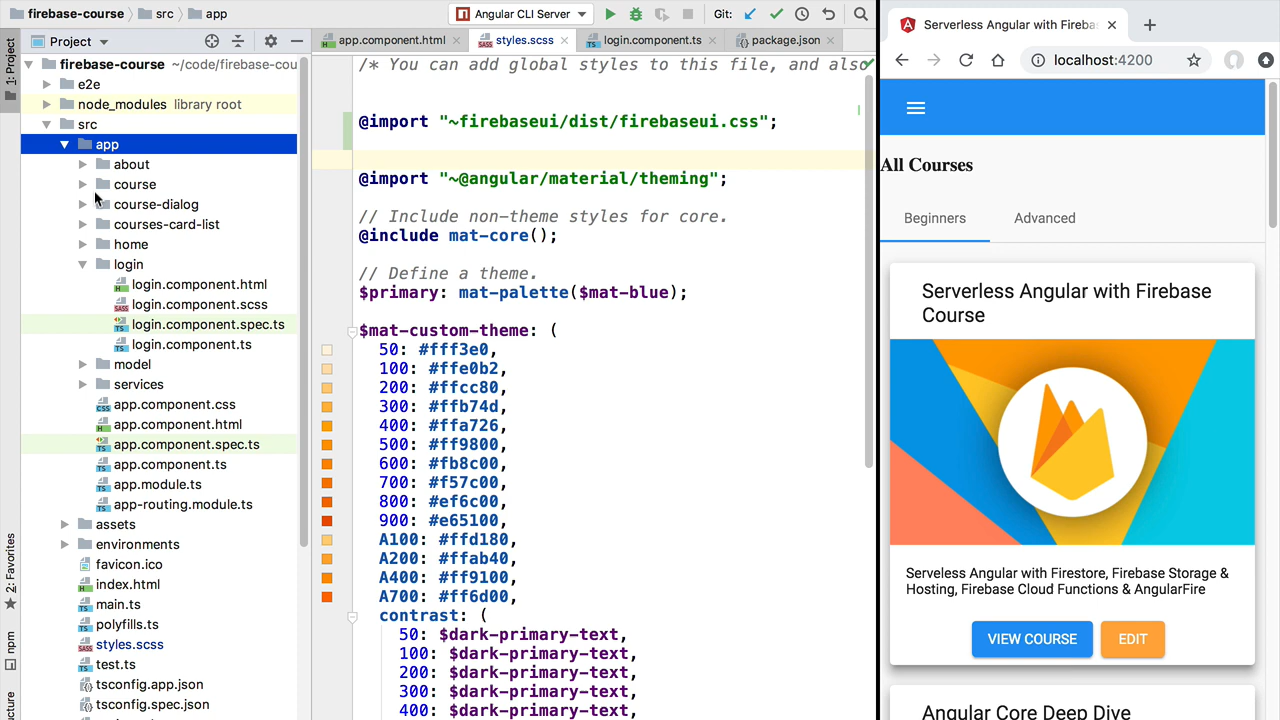 firebase-course
src
app
Angular CLI Server
Git:
Project
app.component.html
styles.scss
login.component.ts
package.json
1: Project
2: Favorites
npm
firebase-course ~/code/firebase-cou
e2e
node_modules library root
src
app
about
course
course-dialog
courses-card-list
home
login
login.component.html
login.component.scss
login.component.spec.ts
login.component.ts
model
services
app.component.css
app.component.html
app.component.spec.ts
app.component.ts
app.module.ts
app-routing.module.ts
assets
environments
favicon.ico
index.html
main.ts
polyfills.ts
styles.scss
test.ts
tsconfig.app.json
tsconfig.spec.json
/* You can add global styles to this file, and also
@import "~firebaseui/dist/firebaseui.css";
@import "~@angular/material/theming";
// Include non-theme styles for core.
@include mat-core();
// Define a theme.
$primary: mat-palette($mat-blue);
$mat-custom-theme: (
50: #fff3e0,
100: #ffe0b2,
200: #ffcc80,
300: #ffb74d,
400: #ffa726,
500: #ff9800,
600: #fb8c00,
700: #f57c00,
800: #ef6c00,
900: #e65100,
A100: #ffd180,
A200: #ffab40,
A400: #ff9100,
A700: #ff6d00,
contrast: (
50: $dark-primary-text,
100: $dark-primary-text,
200: $dark-primary-text,
300: $dark-primary-text,
400: $dark-primary-text,
Serverless Angular with Fireba
localhost:4200
All Courses
Beginners
Advanced
Serverless Angular with Firebase
Course
Serveless Angular with Firestore, Firebase Storage &
Hosting, Firebase Cloud Functions & AngularFire
VIEW COURSE
EDIT
Angular Core Deep Dive